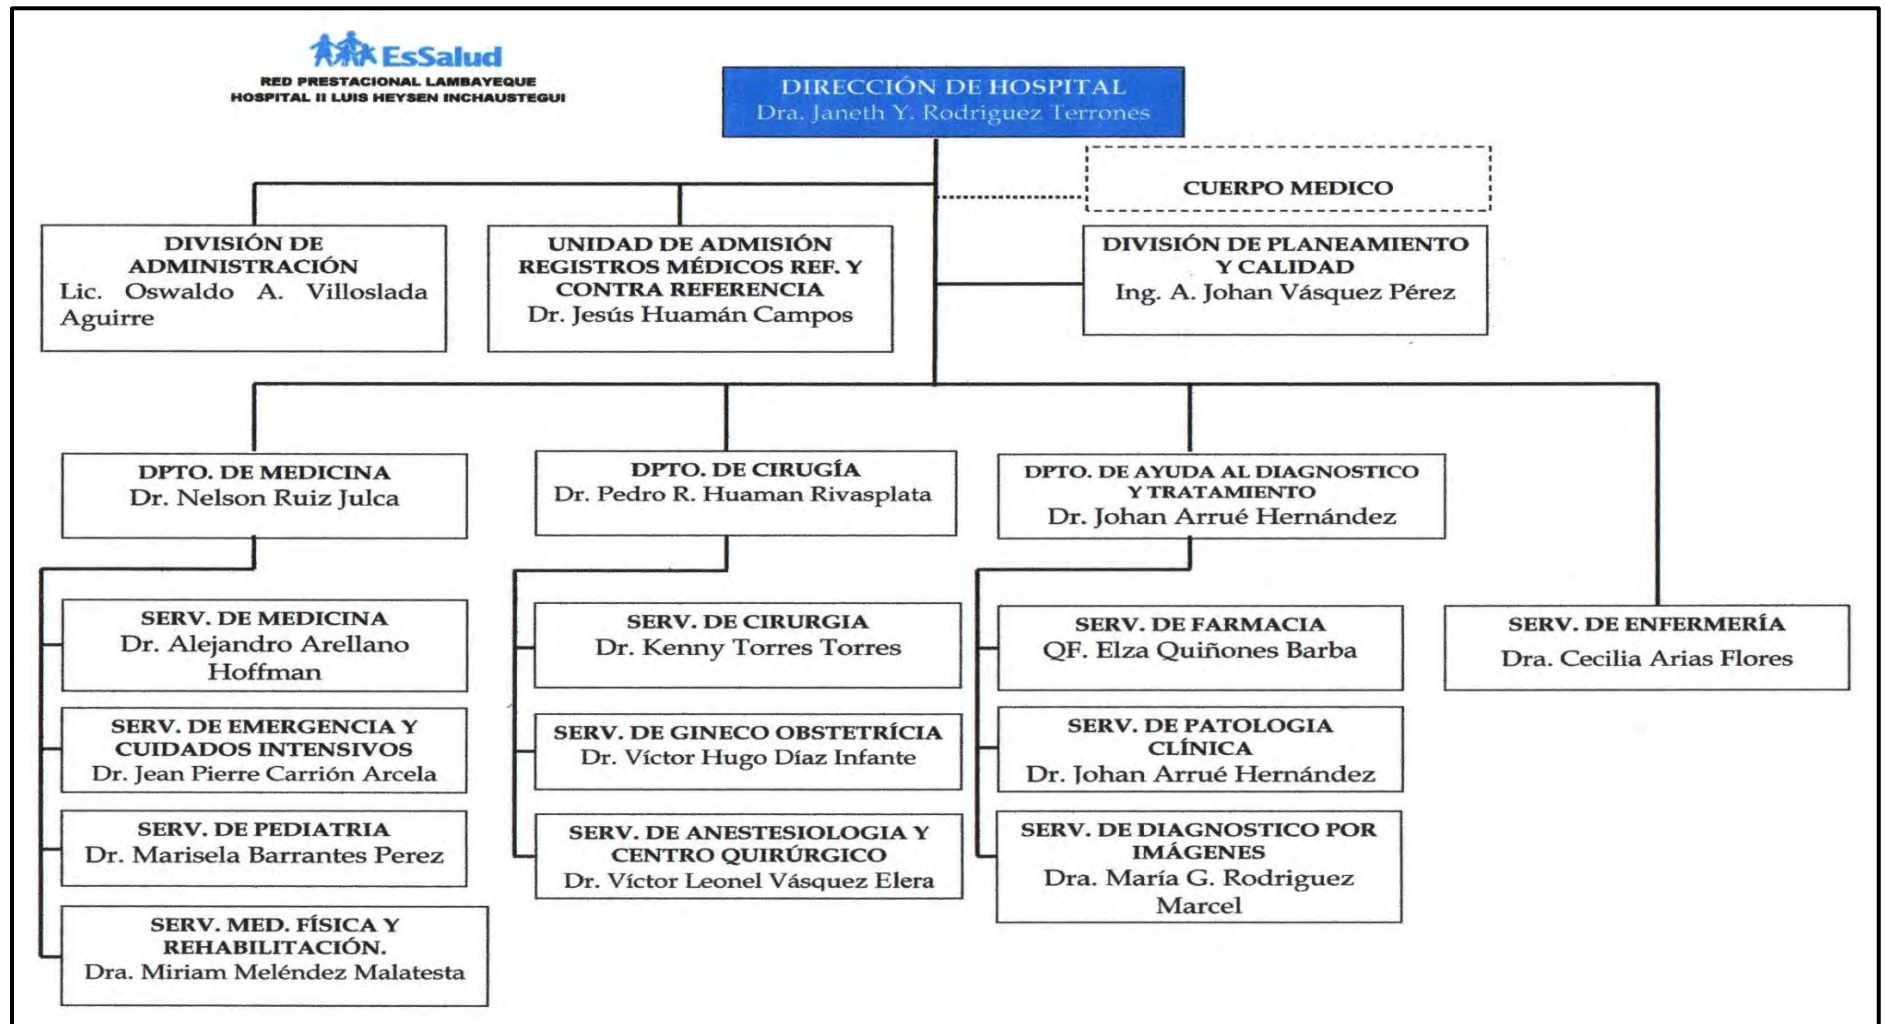 EsSalud
RED PRESTACIONAL LAMBAYEQUE
HOSPITAL II LUIS HEYSEN INCHAUSTEGUI
DIRECCIÓN DE HOSPITAL
Dra. Janeth Y. Rodriguez Terrones
CUERPO MEDICO
DIVISIÓN DE
ADMINISTRACIÓN
Lic. Oswaldo A. Villoslada
Aguirre
UNIDAD DE ADMISIÓN
REGISTROS MÉDICOS REF. Y
CONTRA REFERENCIA
Dr. Jesús Huamán Campos
DIVISIÓN DE PLANEAMIENTO
Y CALIDAD
Ing. A. Johan Vásquez Pérez
DPTO. DE MEDICINA
Dr. Nelson Ruiz Julca
DPTO. DE CIRUGÍA
Dr. Pedro R. Huaman Rivasplata
DPTO. DE AYUDA AL DIAGNOSTICO
Y TRATAMIENTO
Dr. Johan Arrué Hernández
SERV. DE MEDICINA
Dr. Alejandro Arellano
Hoffman
SERV. DE EMERGENCIA Y
CUIDADOS INTENSIVOS
Dr. Jean Pierre Carrión Arcela
SERV. DE PEDIATRIA
Dr. Marisela Barrantes Perez
SERV. MED. FÍSICA Y
REHABILITACIÓN.
Dra. Miriam Meléndez Malatesta
SERV. DE CIRURGIA
Dr. Kenny Torres Torres
SERV. DE GINECO OBSTETRÍCIA
Dr. Víctor Hugo Díaz Infante
SERV. DE ANESTESIOLOGIA Y
CENTRO QUIRÚRGICO
Dr. Víctor Leonel Vásquez Elera
SERV. DE FARMACIA
QF. Elza Quiñones Barba
SERV. DE PATOLOGIA
CLÍNICA
Dr. Johan Arrué Hernández
SERV. DE DIAGNOSTICO POR
IMÁGENES
Dra. María G. Rodriguez
Marcel
SERV. DE ENFERMERÍA
Dra. Cecilia Arias Flores